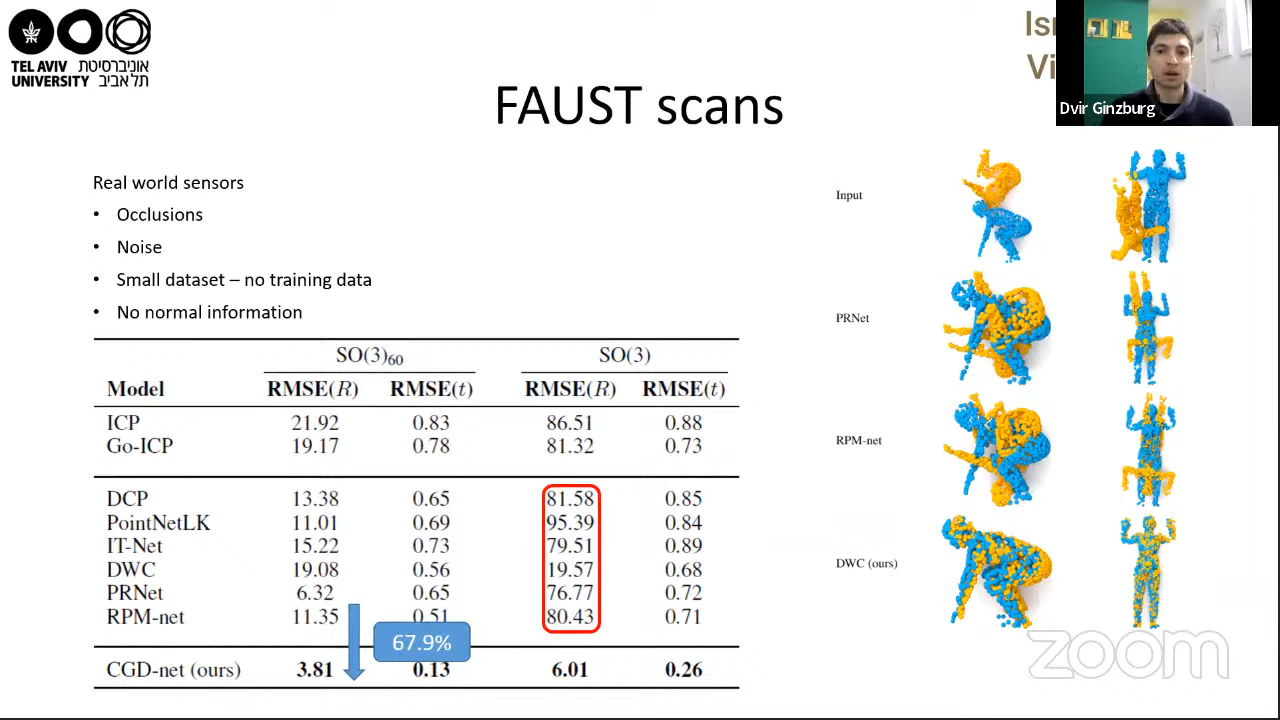 TEL AVIV אוניברסיטת
UNIVERSITY תל אביב
Dvir Ginzburg
FAUST scans
Real world sensors
• Occlusions
• Noise
• Small dataset – no training data
• No normal information
SO(3)60 SO(3)
Model RMSE(R) RMSE(t) RMSE(R) RMSE(t)
ICP 21.92 0.83 86.51 0.88
Go-ICP 19.17 0.78 81.32 0.73
DCP 13.38 0.65 81.58 0.85
PointNetLK 11.01 0.69 95.39 0.84
IT-Net 15.22 0.73 79.51 0.89
DWC 19.08 0.56 19.57 0.68
PRNet 6.32 0.65 76.77 0.72
RPM-net 11.35 0.51 80.43 0.71
67.9%
CGD-net (ours) 3.81 0.13 6.01 0.26
Input
PRNet
RPM-net
DWC (ours)
zoom